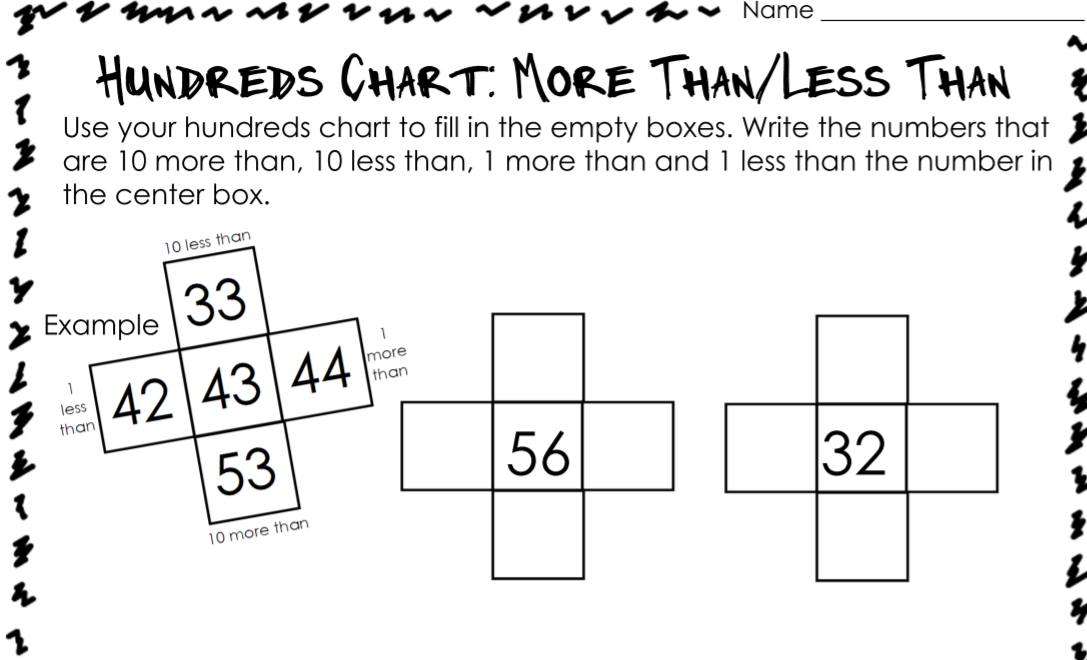 Name
Hundreds Chart: More Than/Less Than
Use your hundreds chart to fill in the empty boxes. Write the numbers that
are 10 more than, 10 less than, 1 more than and 1 less than the number in
the center box.
10 less than
33
Example
1
less
than
42 43 44
1
more
than
53
10 more than
56
32